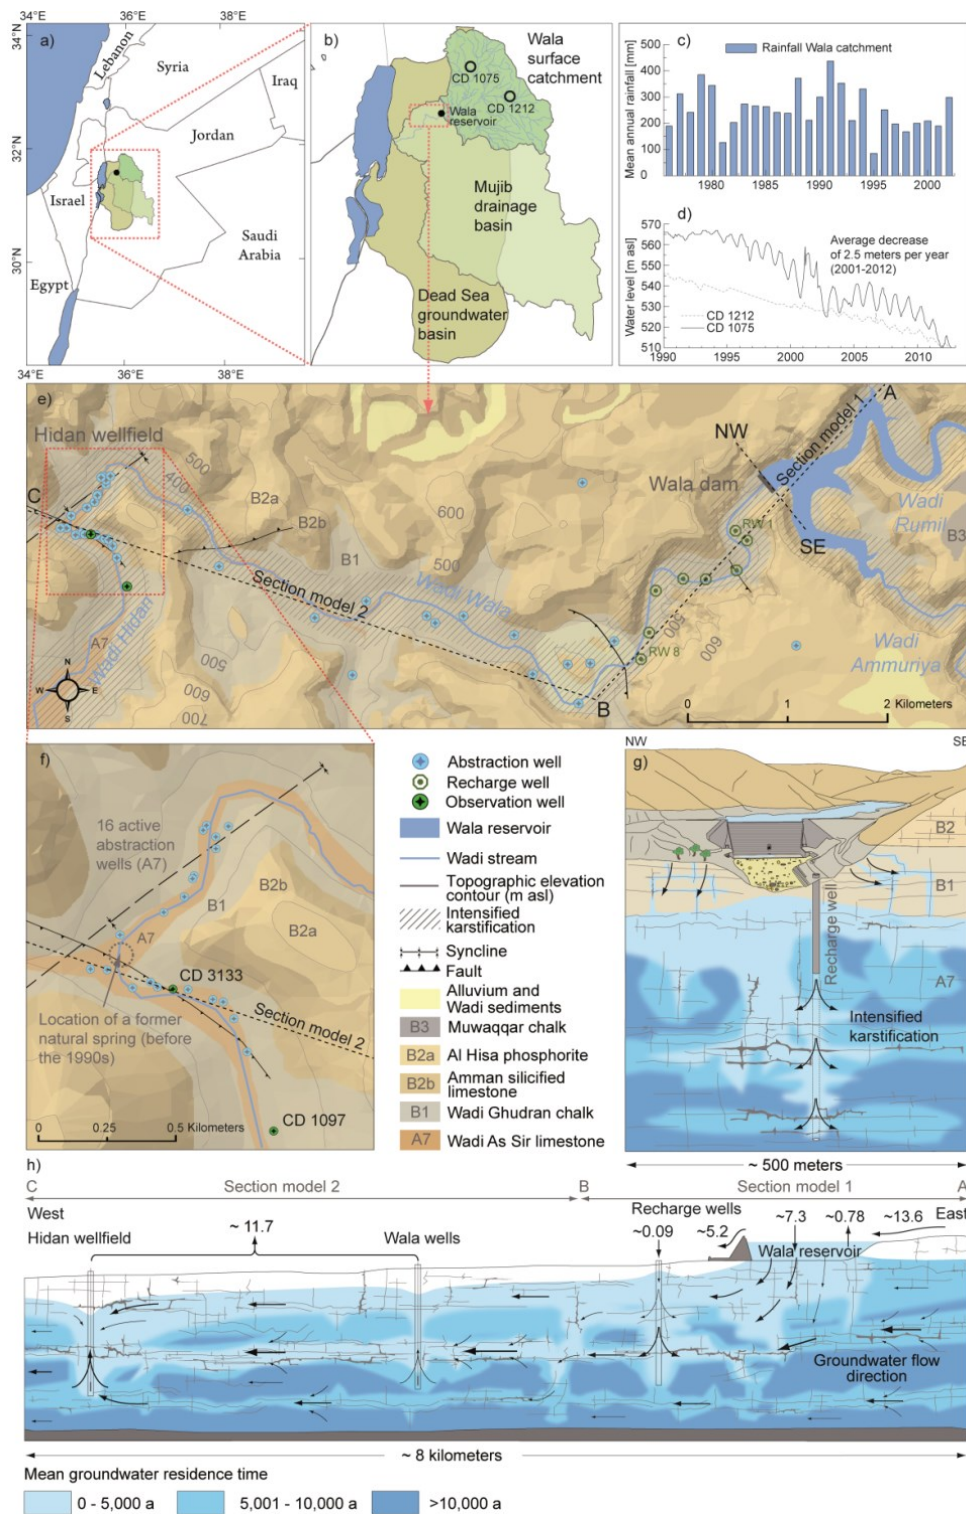 34°E 36°E 38°E
34°N
32°N
30°N
a)
Lebanon
Syria
Iraq
Jordan
Israel
Saudi
Arabia
Egypt
34°E 36°E 38°E
b)
Wala
surface
catchment
CD 1075
CD 1212
Wala
reservoir
Mujib
drainage
basin
Dead Sea
groundwater
basin
c)
Rainfall Wala catchment
Mean annual rainfall [mm]
500
400
300
200
100
0
1980 1985 1990 1995 2000
d)
Average decrease
of 2.5 meters per year
(2001-2012)
Water level [m asl]
570
560
540
530
520
510
CD 1212
CD 1075
1990 1995 2000 2005 2010
e)
Hidan wellfield
500
400
C
B2a
B2b
B1
600
500
NW
Section model 1
A
Wala dam
RW 1
SE
Wadi
Rumil
B3
Section model 2
Wadi Wala
A7
Wadi Hidan
500
600
700
500
600
RW 8
Wadi
Ammuriya
N
W E
S
B
0 1 2 Kilometers
f)
16 active
abstraction
wells (A7)
B2b
B1
B2a
A7
CD 3133
Section model 2
Location of a former
natural spring (before
the 1990s)
CD 1097
0 0.25 0.5 Kilometers
Abstraction well
Recharge well
Observation well
Wala reservoir
Wadi stream
Topographic elevation
contour (m asl)
Intensified
karstification
Syncline
Fault
Alluvium and
Wadi sediments
B3 Muwaqqar chalk
B2a Al Hisa phosphorite
B2b Amman silicified
limestone
B1 Wadi Ghudran chalk
A7 Wadi As Sir limestone
NW SE
g)
B2
B1
Recharge well
A7
Intensified
karstification
~ 500 meters
h)
C Section model 2 B Section model 1 A
West
East
Hidan wellfield
~ 11.7
Wala wells
Recharge wells
~0.09
~5.2
~7.3
~0.78
~13.6
Wala reservoir
Groundwater flow
direction
~ 8 kilometers
Mean groundwater residence time
0 - 5,000 a 5,001 - 10,000 a >10,000 a